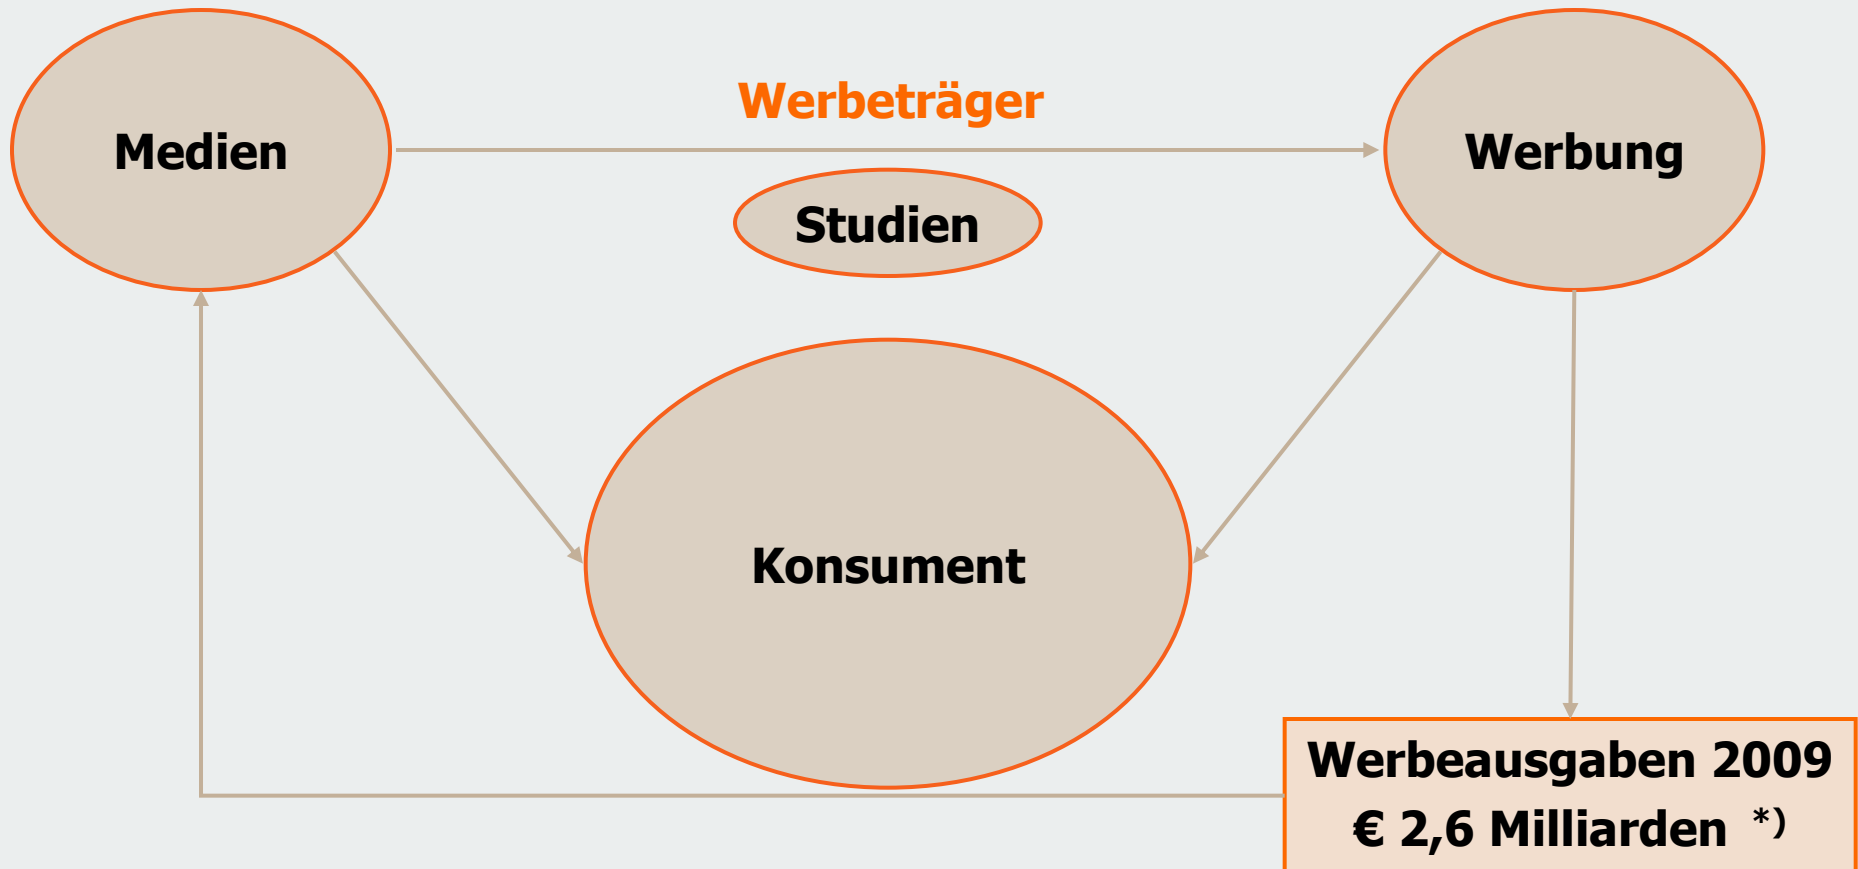 Werbeträger
Medien
Werbung
Studien
Konsument
Werbeausgaben 2009
€ 2,6 Milliarden *)